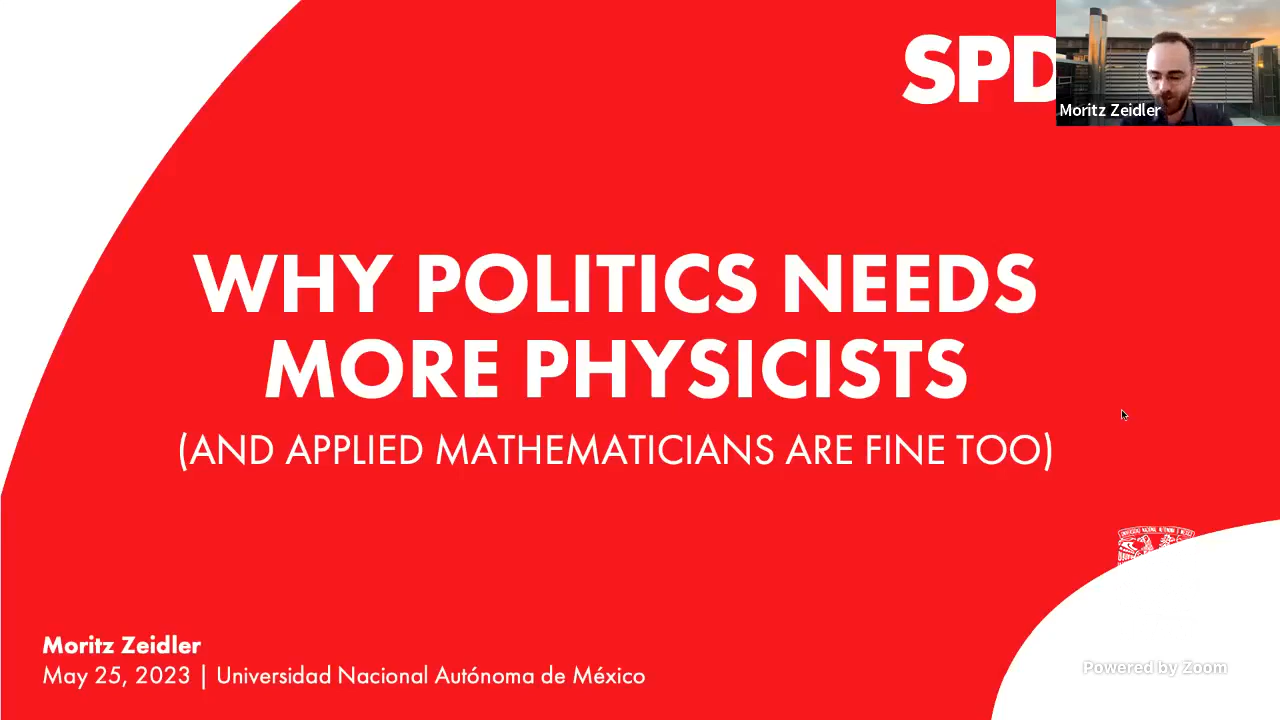 SPD
Moritz Zeidler
WHY POLITICS NEEDS
MORE PHYSICISTS
(AND APPLIED MATHEMATICIANS ARE FINE TOO)
Moritz Zeidler
May 25, 2023 | Universidad Nacional Autónoma de México
Powered by Zoom